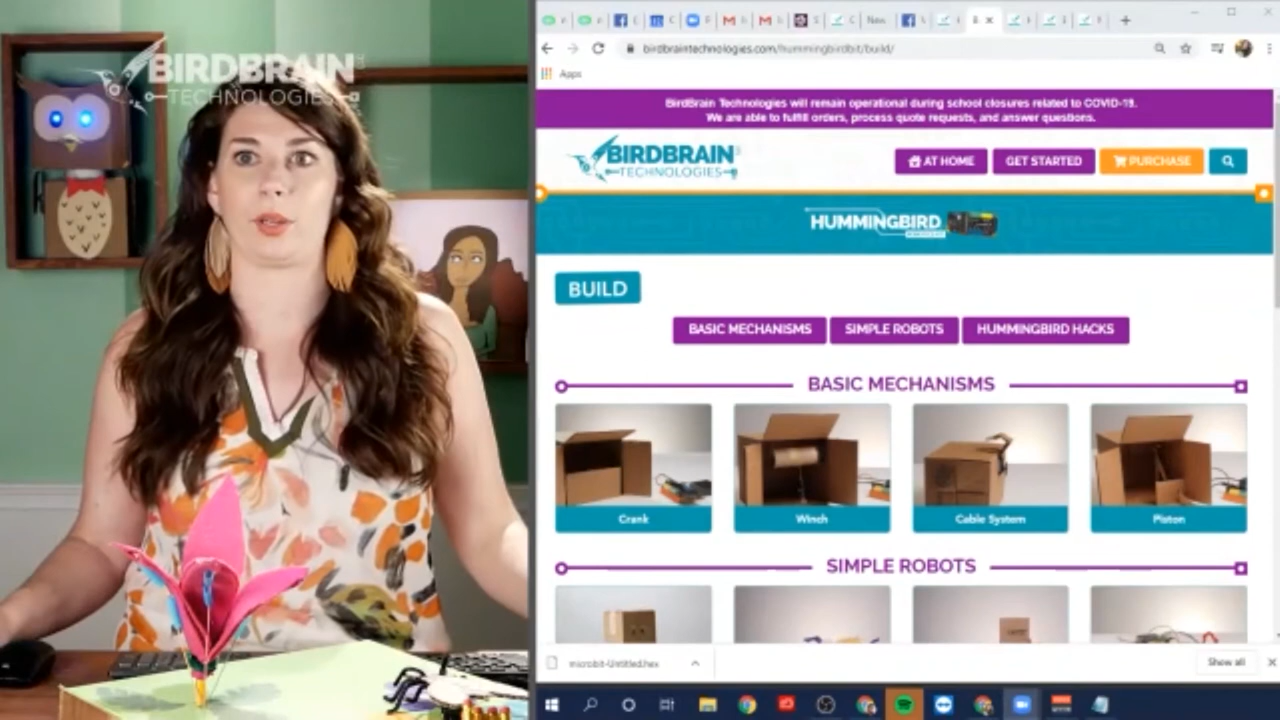 BIRDBRAIN
TECHNOLOGIES
birdbraintechnologies.com/hummingbirdbit/build/
Apps
BirdBrain Technologies will remain operational during school closures related to COVID-19.
We are able to fulfill orders, process quote requests, and answer questions.
BIRDBRAIN
TECHNOLOGIES
AT HOME
GET STARTED
PURCHASE
HUMMINGBIRD
BUILD
BASIC MECHANISMS
SIMPLE ROBOTS
HUMMINGBIRD HACKS
BASIC MECHANISMS
Crank
Winch
Cable System
Piston
SIMPLE ROBOTS
microbit-Untitled.hex
Show all